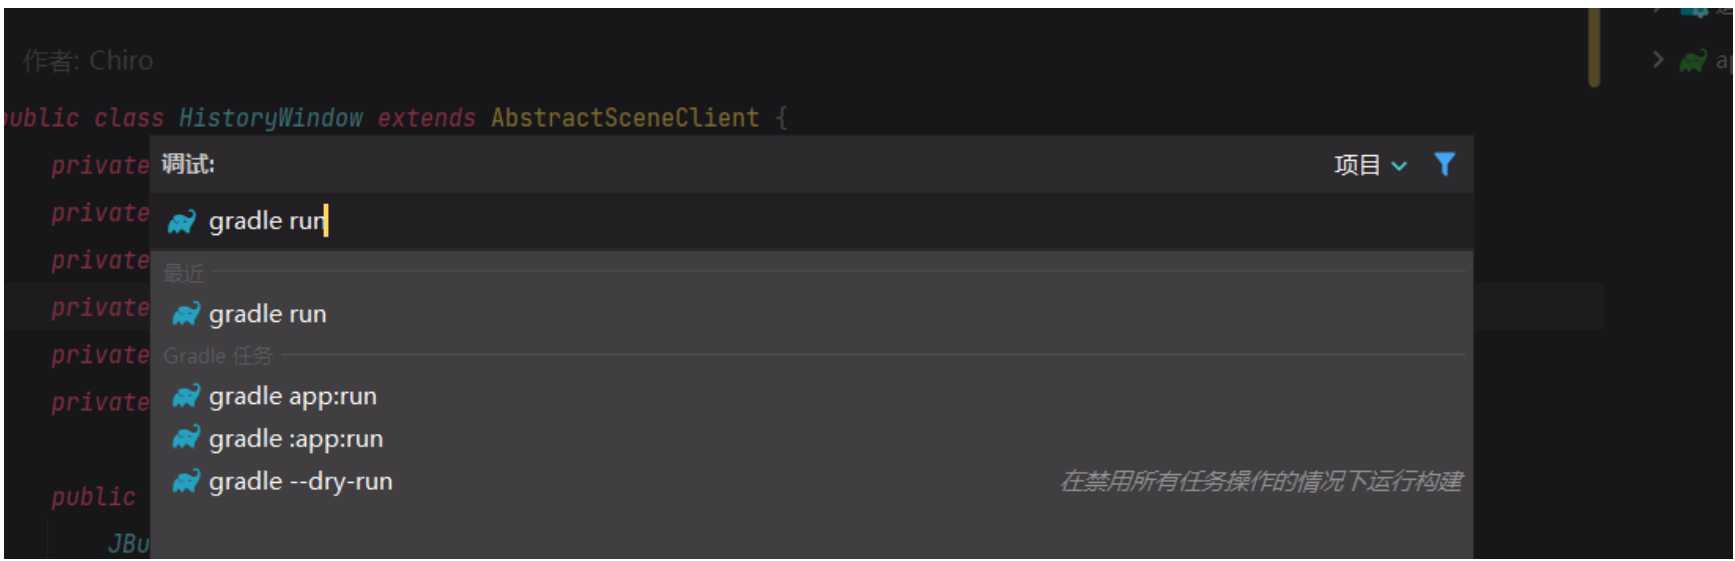 作者: Chiro
public class HistoryWindow extends AbstractSceneClient {
private
调试:
项目
private
gradle run
private
最近
private
gradle run
private
Gradle 任务
private
gradle app:run
gradle :app:run
public
gradle --dry-run
在禁用所有任务操作的情况下运行构建
JBu